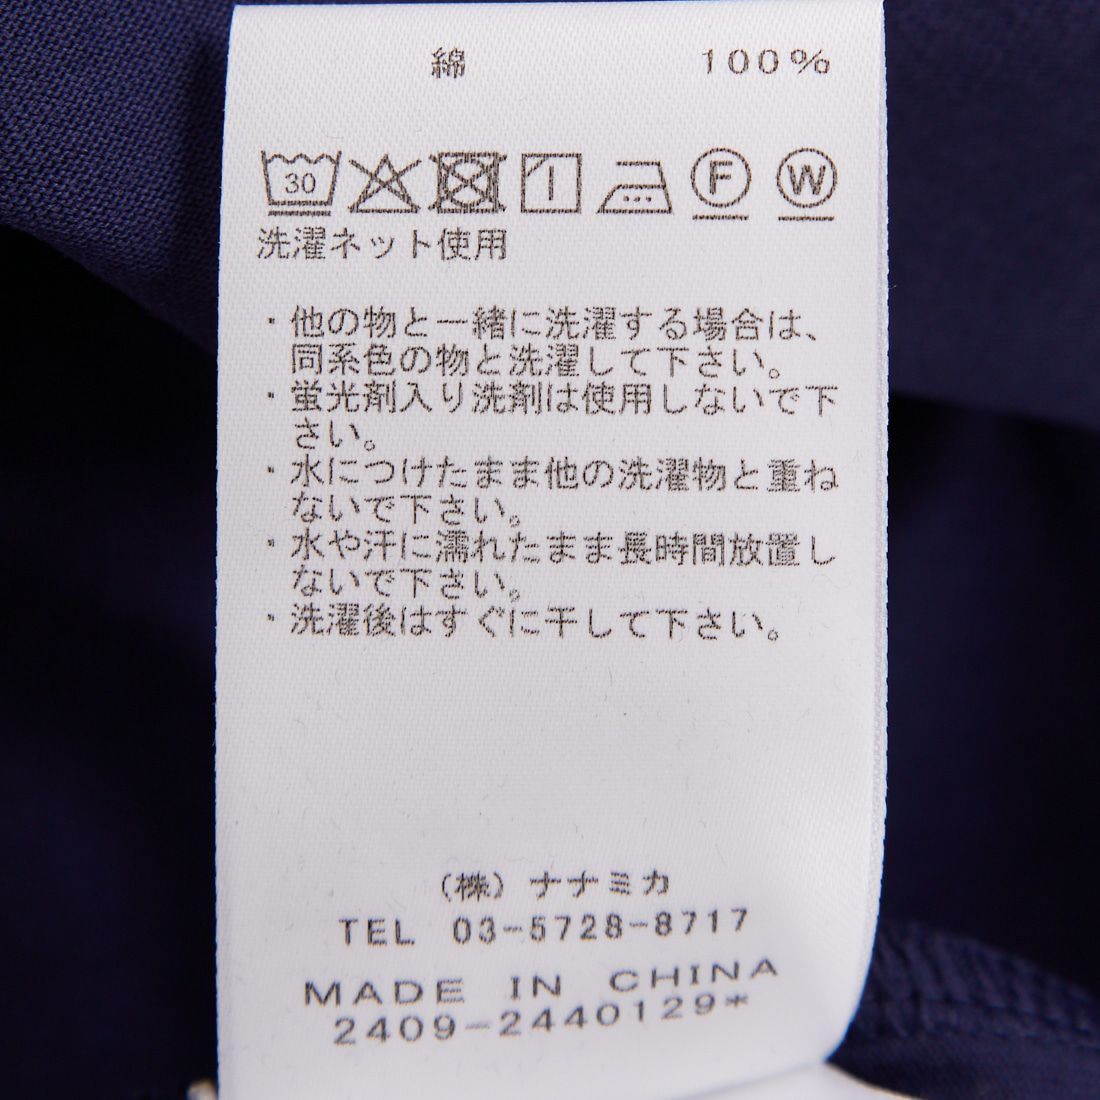 綿 100%
30 F W
洗濯ネット使用
・他の物と一緒に洗濯する場合は、
同系色の物と洗濯して下さい。
・蛍光剤入り洗剤は使用しないで下
さい。
・水につけたまま他の洗濯物と重ね
ないで下さい。
・水や汗に濡れたまま長時間放置し
ないで下さい。
・洗濯後はすぐに干して下さい。
（株）ナナミカ
TEL 03-5728-8717
MADE IN CHINA
2409-2440129*